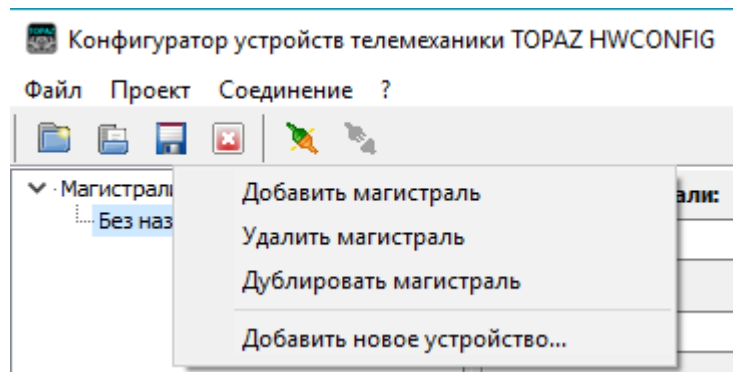 Конфигуратор устройств телемеханики TOPAZ HWCONFIG
Файл Проект Соединение ?
Магистрали
Без наз
али:
Добавить магистраль
Удалить магистраль
Дублировать магистраль
Добавить новое устройство...